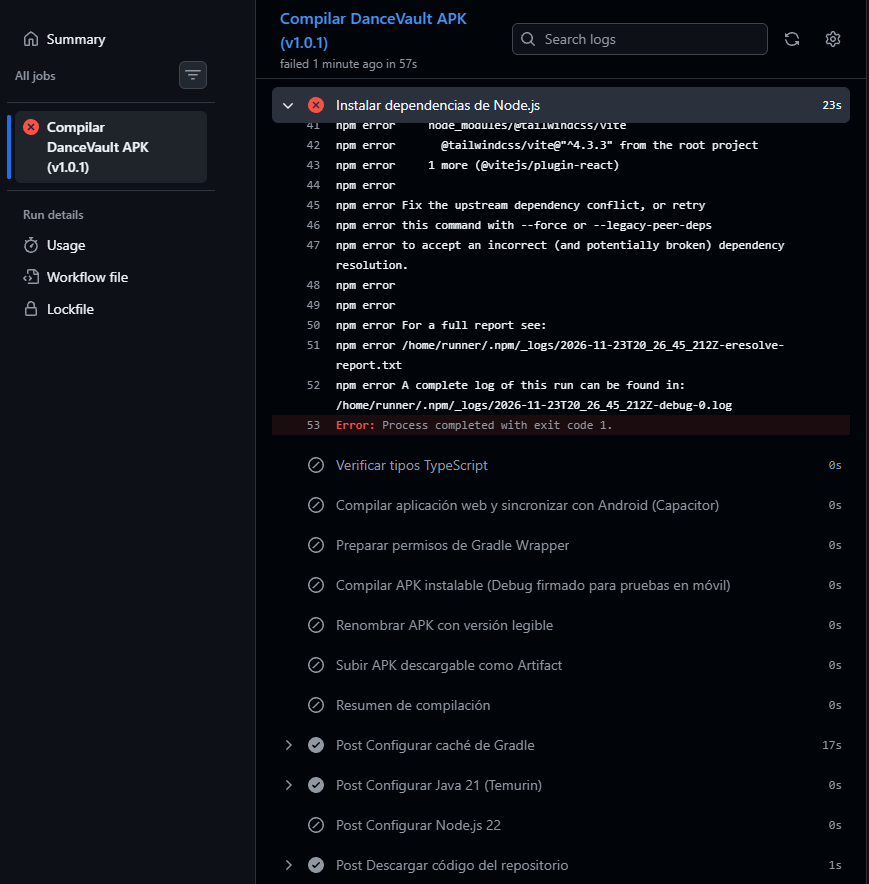 Summary
All jobs
Compilar
DanceVault APK
(v1.0.1)
Run details
Usage
Workflow file
Lockfile
Compilar DanceVault APK
(v1.0.1)
failed 1 minute ago in 57s
Search logs
Instalar dependencias de Node.js 23s
41 npm error node_modules/@tailwindcss/vite
42 npm error @tailwindcss/vite@"^4.3.3" from the root project
43 npm error 1 more (@vitejs/plugin-react)
44 npm error
45 npm error Fix the upstream dependency conflict, or retry
46 npm error this command with --force or --legacy-peer-deps
47 npm error to accept an incorrect (and potentially broken) dependency
resolution.
48 npm error
49 npm error
50 npm error For a full report see:
51 npm error /home/runner/.npm/_logs/2026-11-23T20_26_45_212Z-eresolve-
report.txt
52 npm error A complete log of this run can be found in:
/home/runner/.npm/_logs/2026-11-23T20_26_45_212Z-debug-0.log
53 Error: Process completed with exit code 1.
Verificar tipos TypeScript 0s
Compilar aplicación web y sincronizar con Android (Capacitor) 0s
Preparar permisos de Gradle Wrapper 0s
Compilar APK instalable (Debug firmado para pruebas en móvil) 0s
Renombrar APK con versión legible 0s
Subir APK descargable como Artifact 0s
Resumen de compilación 0s
Post Configurar caché de Gradle 17s
Post Configurar Java 21 (Temurin) 0s
Post Configurar Node.js 22 0s
Post Descargar código del repositorio 1s